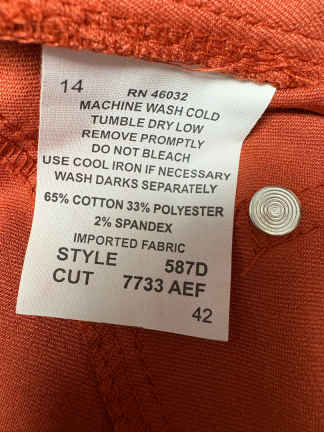 14
RN 46032
MACHINE WASH COLD
TUMBLE DRY LOW
REMOVE PROMPTLY
DO NOT BLEACH
USE COOL IRON IF NECESSARY
WASH DARKS SEPARATELY
65% COTTON 33% POLYESTER
2% SPANDEX
IMPORTED FABRIC
STYLE 587D
CUT 7733 AEF
42